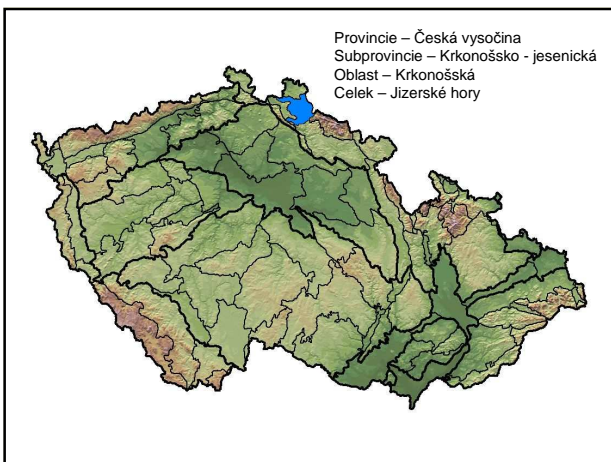 Provincie – Česká vysočina
Subprovincie – Krkonošsko - jesenická
Oblast – Krkonošská
Celek – Jizerské hory